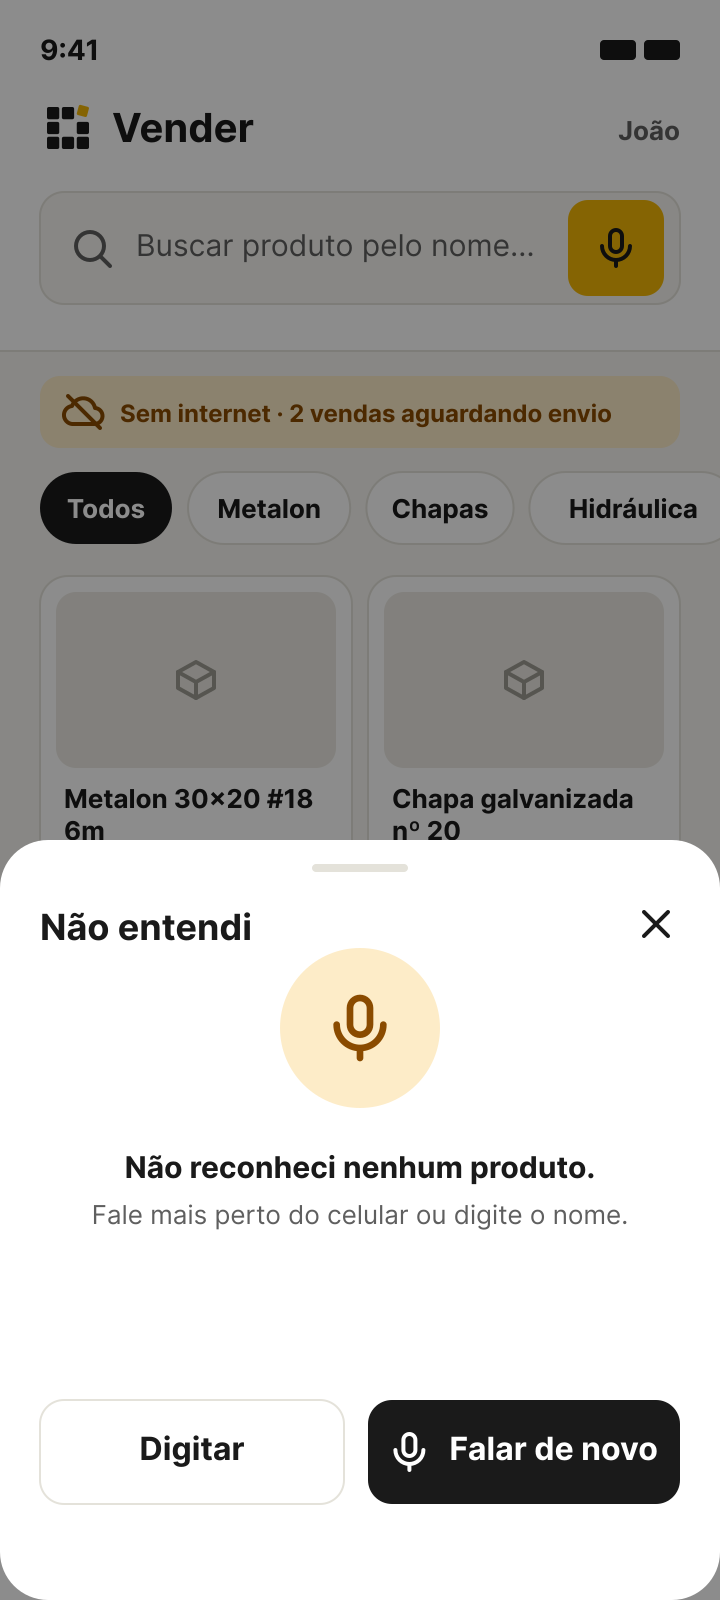 9:41
Vender
João
Buscar produto pelo nome...
Sem internet · 2 vendas aguardando envio
Todos
Metalon
Chapas
Hidráulica
Metalon 30×20 #18
6m
Chapa galvanizada
nº 20
Não entendi
Não reconheci nenhum produto.
Fale mais perto do celular ou digite o nome.
Digitar
Falar de novo